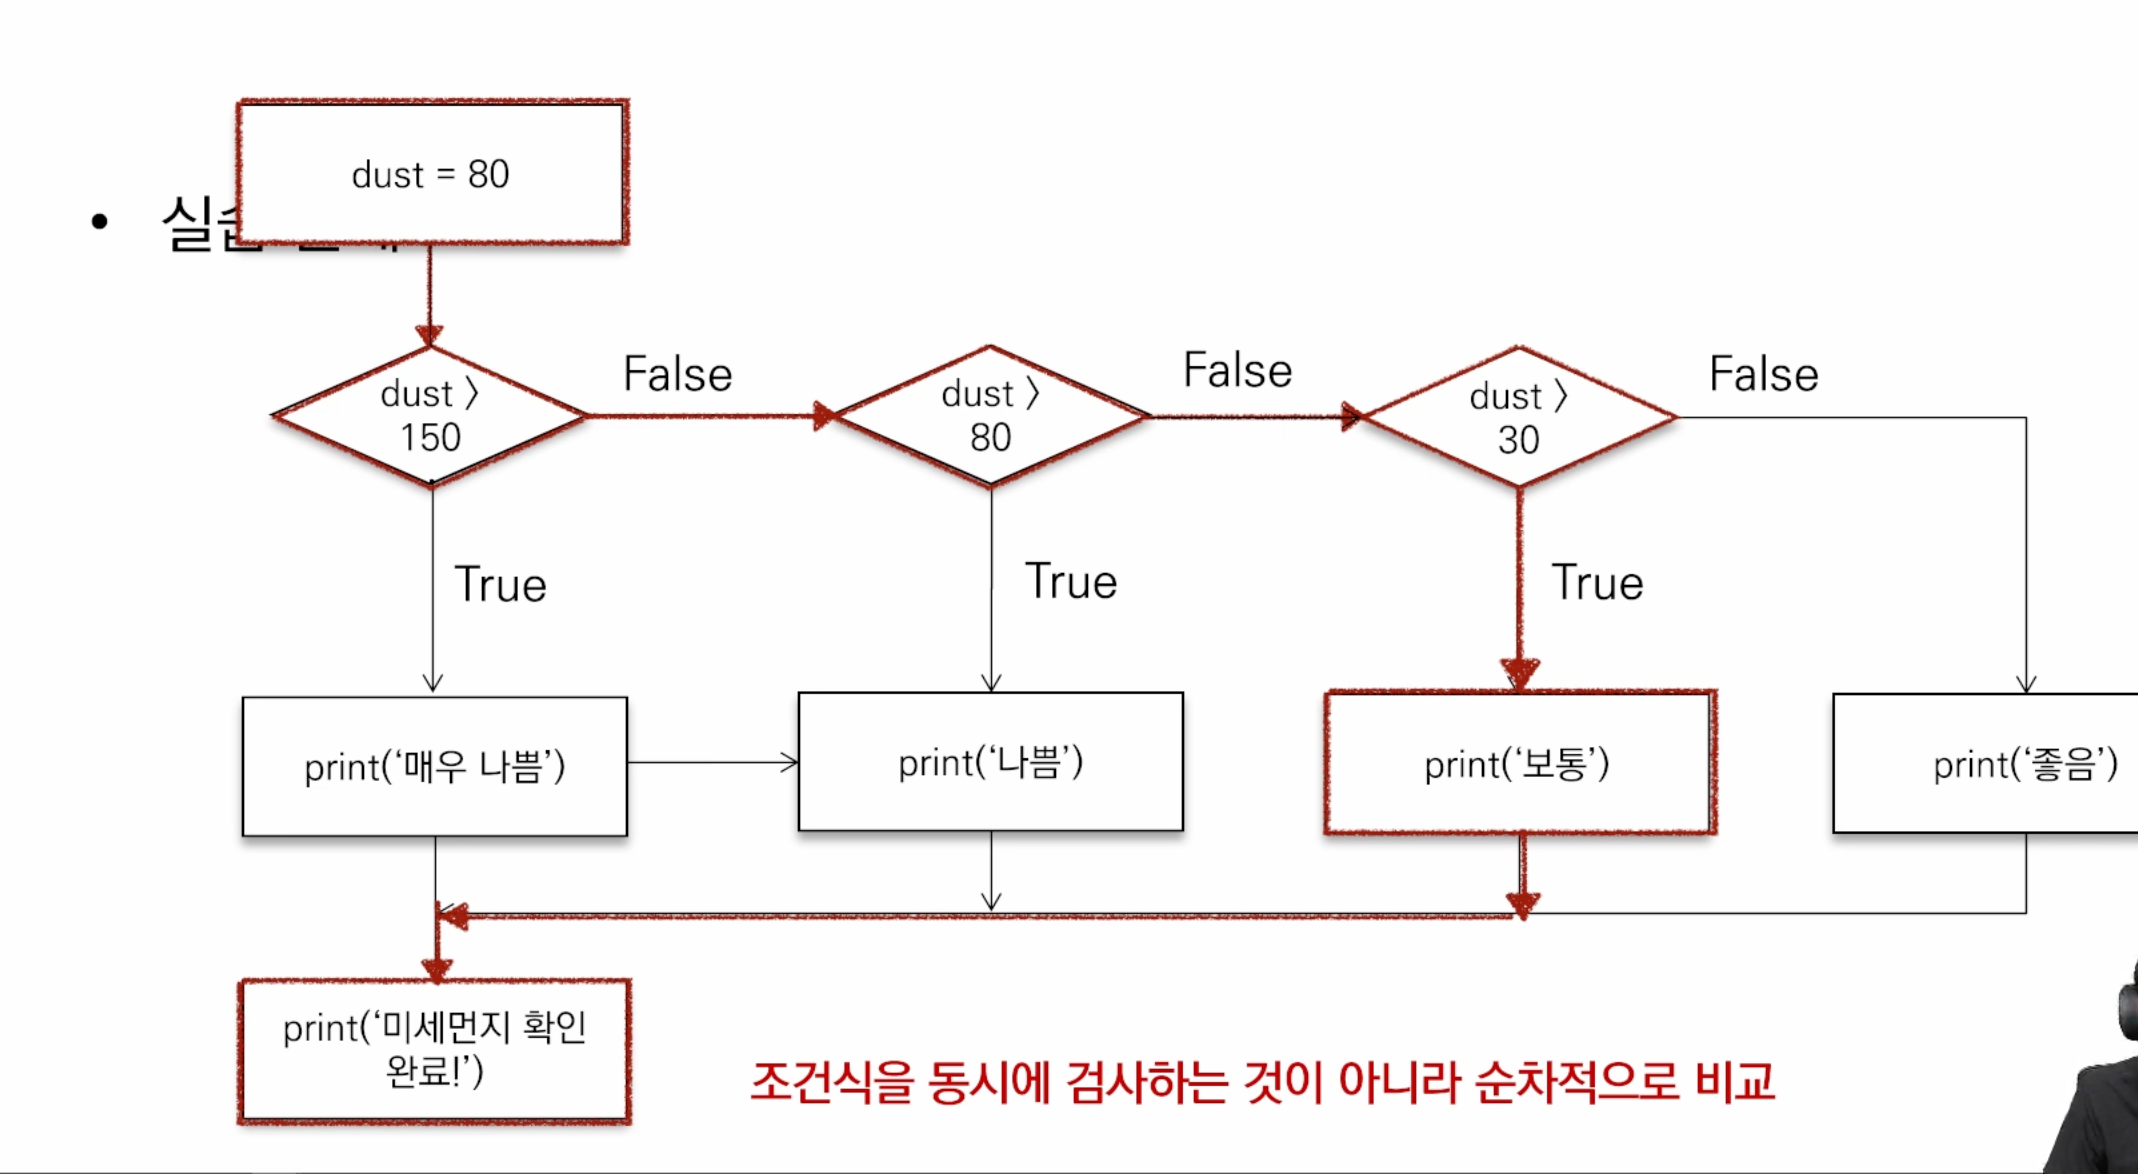 dust = 80
dust 〉
150
False
dust 〉
80
False
dust 〉
30
False
True
True
True
print(‘매우 나쁨’)
print(‘나쁨’)
print(‘보통’)
print(‘좋음’)
print(‘미세먼지 확인
완료!’)
조건식을 동시에 검사하는 것이 아니라 순차적으로 비교